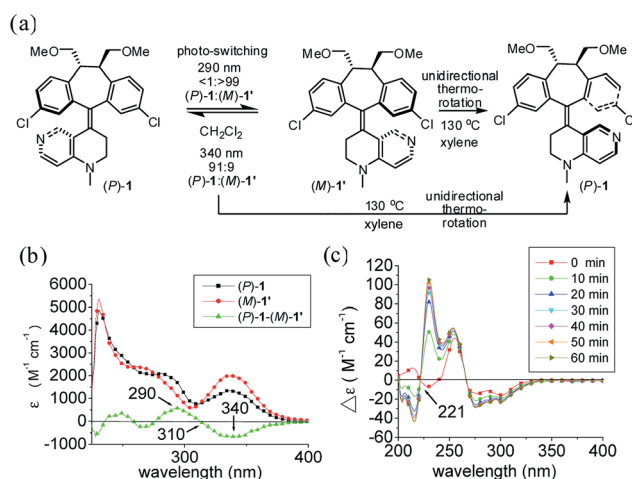 (a)
MeO OMe
Cl Cl
N
N
(P)-1
photo-switching
290 nm
<1:>99
(P)-1:(M)-1'
CH2Cl2
340 nm
91:9
(P)-1:(M)-1'
MeO OMe
Cl Cl
N
N
(M)-1'
unidirectional
thermo-
rotation
130 °C
xylene
MeO OMe
Cl Cl
N
N
(P)-1
130 °C
xylene
unidirectional
thermo-
rotation
(b)
ε (M-1 cm-1)
6000
5000
4000
3000
2000
1000
0
-1000
(P)-1
(M)-1'
(P)-1-(M)-1'
290
310
340
300 400
wavelength (nm)
(c)
△ε (M-1 cm-1)
120
100
80
60
40
20
0
-20
-40
-60
0 min
10 min
20 min
30 min
40 min
50 min
60 min
221
200 250 300 350 400
wavelength (nm)